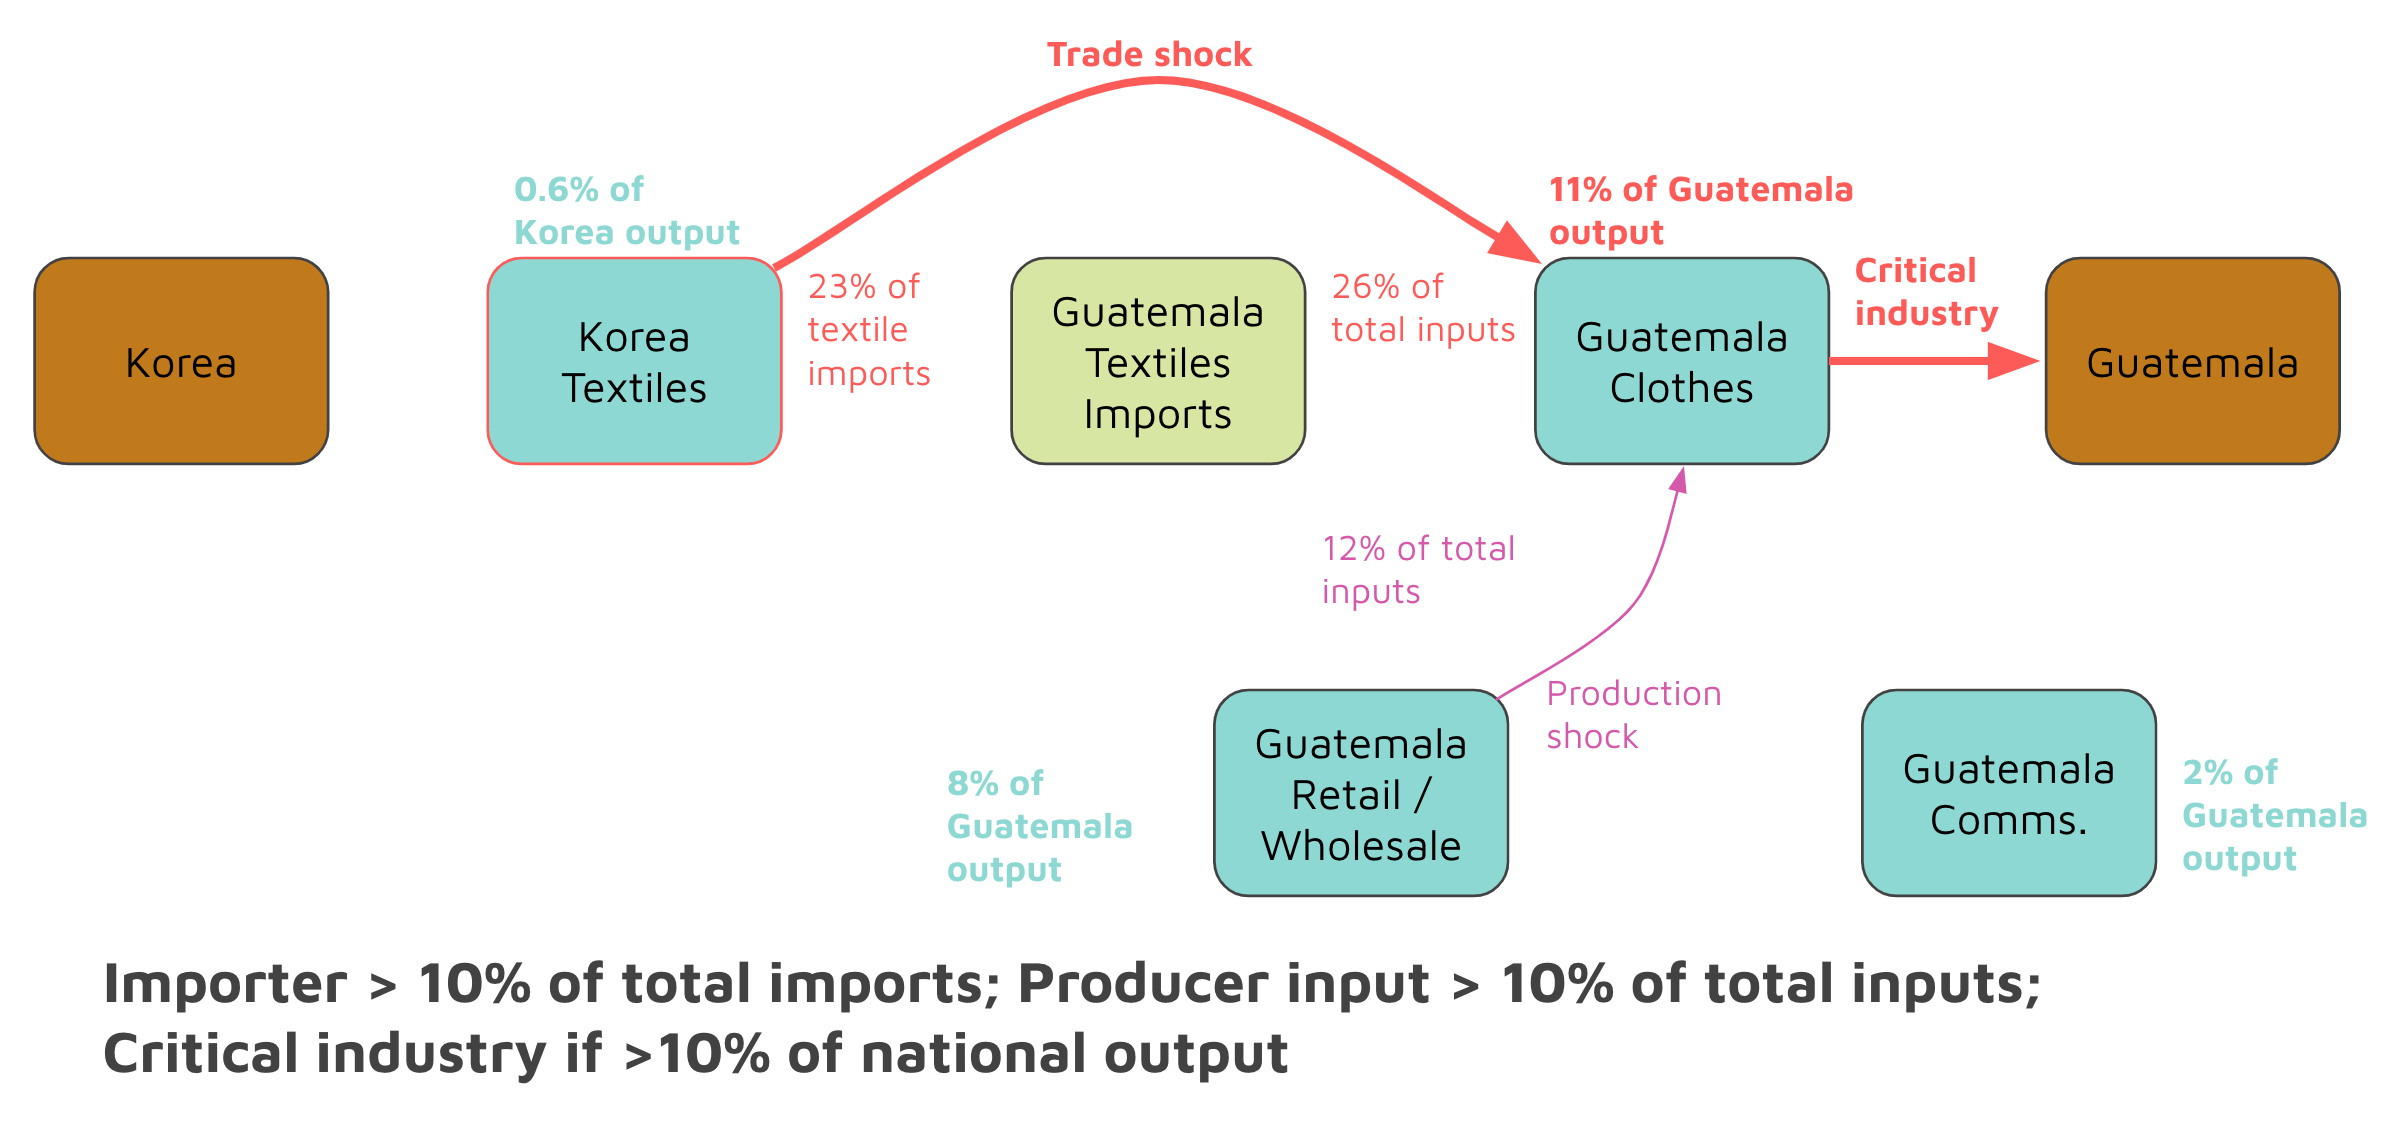 Trade shock
0.6% of
Korea output
11% of Guatemala
output
Korea
Korea
Textiles
23% of
textile
imports
Guatemala
Textiles
Imports
26% of
total inputs
Guatemala
Clothes
Critical
industry
Guatemala
12% of total
inputs
Production
shock
8% of
Guatemala
output
Guatemala
Retail /
Wholesale
Guatemala
Comms.
2% of
Guatemala
output
Importer > 10% of total imports; Producer input > 10% of total inputs;
Critical industry if >10% of national output